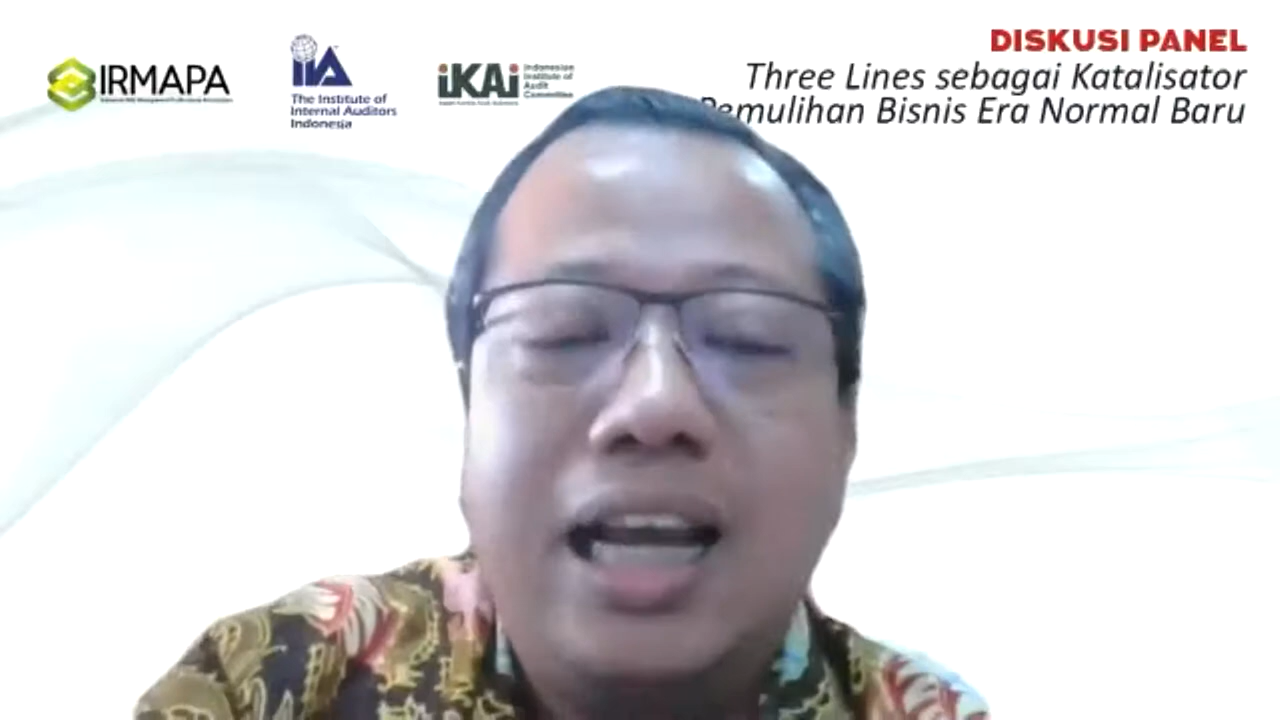 IRMAPA
IIA
The Institute of
Internal Auditors
Indonesia
iKAi
Indonesian
Institute of
Audit
Committee
DISKUSI PANEL
Three Lines sebagai Katalisator
Pemulihan Bisnis Era Normal Baru